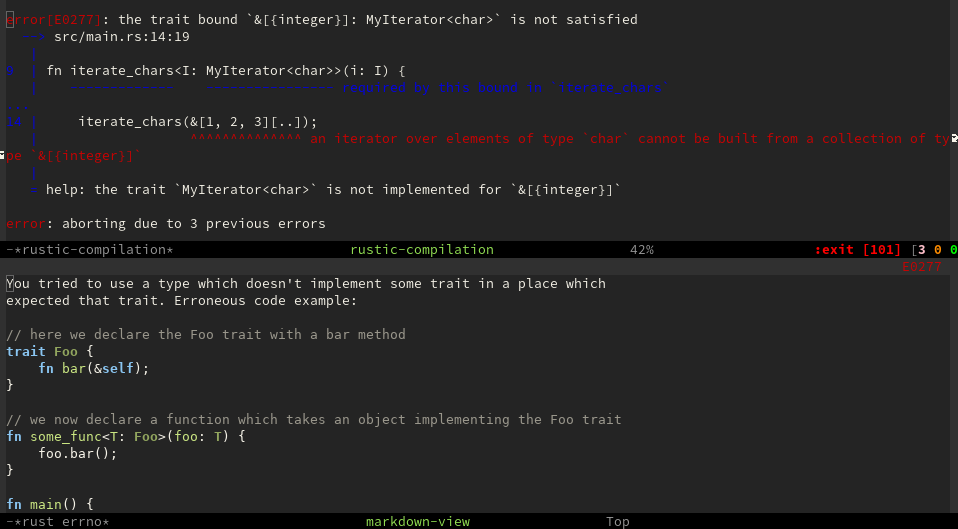 error[E0277]: the trait bound `&[{integer}]: MyIterator<char>` is not satisfied
  --> src/main.rs:14:19
   |
9  | fn iterate_chars<I: MyIterator<char>>(i: I) {
   |    -------------    ---------------- required by this bound in `iterate_chars`
...
14 |     iterate_chars(&[1, 2, 3][..]);
   |                   ^^^^^^^^^^^^^^ an iterator over elements of type `char` cannot be built from a collection of ty
pe `&[{integer}]`
   |
   = help: the trait `MyIterator<char>` is not implemented for `&[{integer}]`
error: aborting due to 3 previous errors
-*rustic-compilation* rustic-compilation 42% :exit [101] [3 0 0
E0277
You tried to use a type which doesn't implement some trait in a place which
expected that trait. Erroneous code example:
// here we declare the Foo trait with a bar method
trait Foo {
    fn bar(&self);
}
// we now declare a function which takes an object implementing the Foo trait
fn some_func<T: Foo>(foo: T) {
    foo.bar();
}
fn main() {
-*rust errno* markdown-view Top